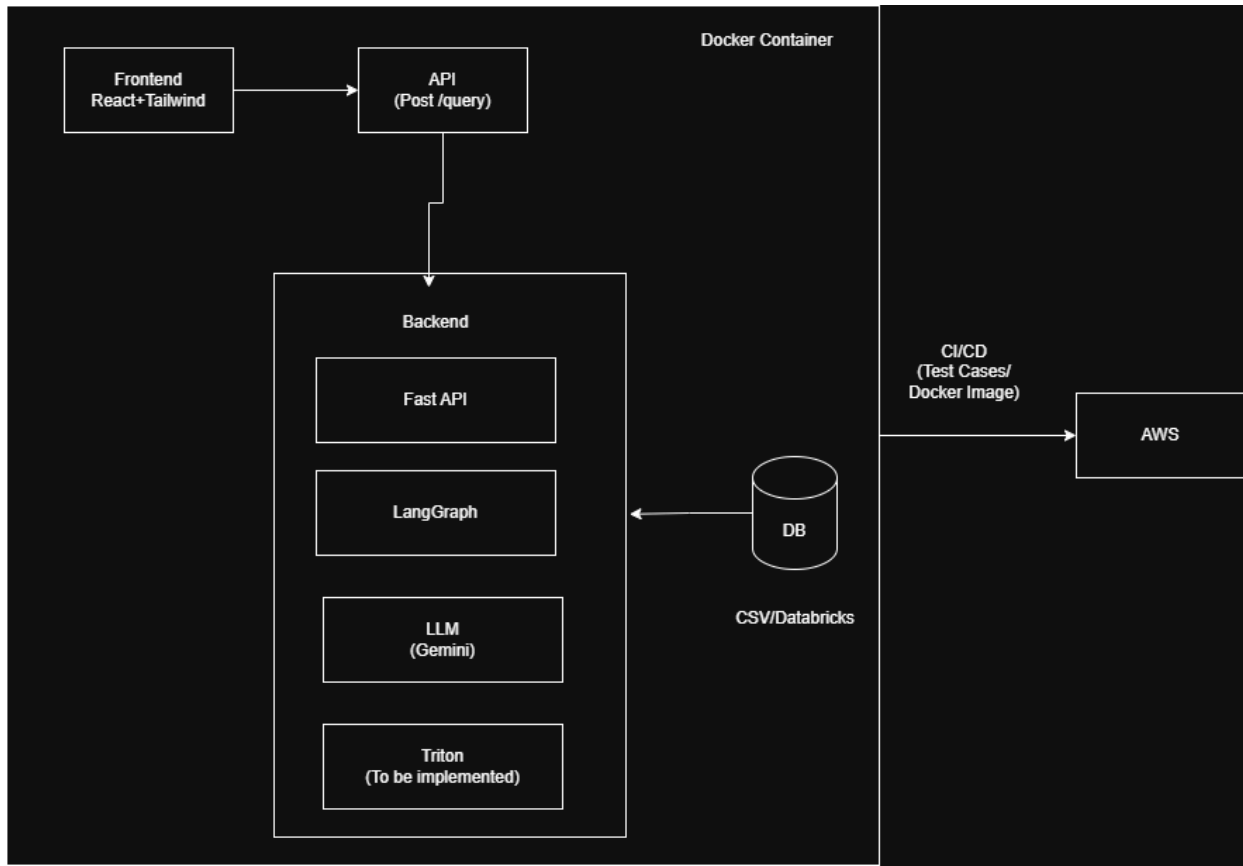 Docker Container
Frontend
React+Tailwind
API
(Post /query)
Backend
Fast API
LangGraph
LLM
(Gemini)
Triton
(To be implemented)
DB
CSV/Databricks
CI/CD
(Test Cases/
Docker Image)
AWS